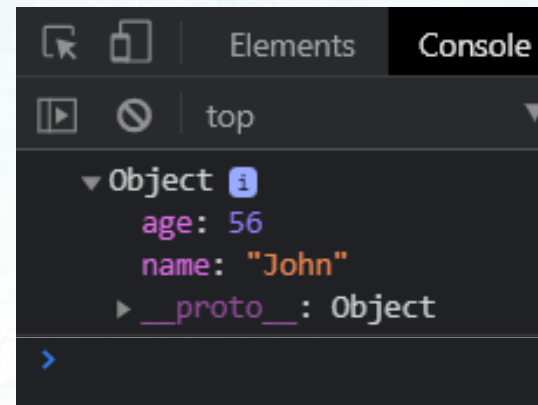 Elements Console
top
Object i
age: 56
name: "John"
__proto__: Object